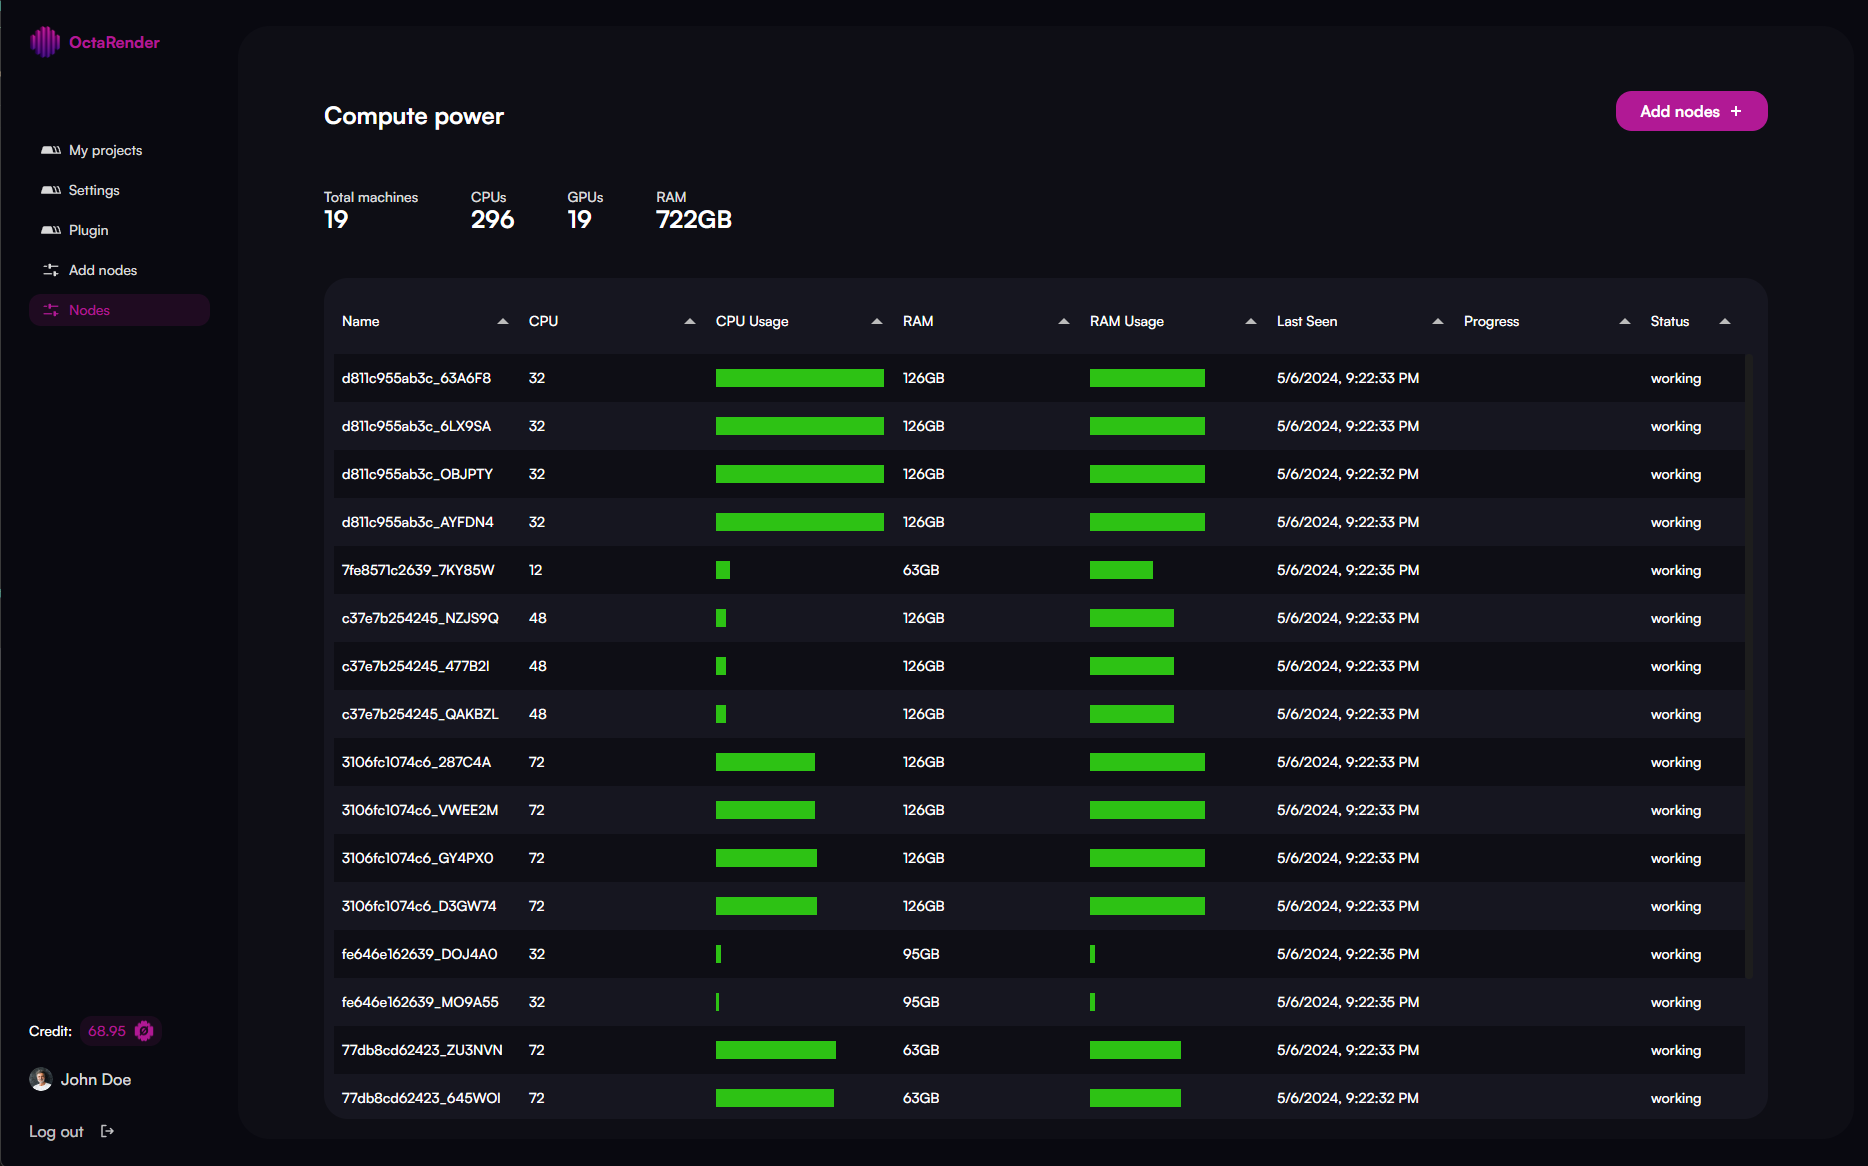 OctaRender
My projects
Settings
Plugin
Add nodes
Nodes
Credit: 68.95
John Doe
Log out
Compute power
Add nodes +
Total machines CPUs GPUs RAM
19 296 19 722GB
Name CPU CPU Usage RAM RAM Usage Last Seen Progress Status
d811c955ab3c_63A6F8 32 126GB 5/6/2024, 9:22:33 PM working
d811c955ab3c_6LX9SA 32 126GB 5/6/2024, 9:22:33 PM working
d811c955ab3c_OBJPTY 32 126GB 5/6/2024, 9:22:32 PM working
d811c955ab3c_AYFDN4 32 126GB 5/6/2024, 9:22:33 PM working
7fe8571c2639_7KY85W 12 63GB 5/6/2024, 9:22:35 PM working
c37e7b254245_NZJS9Q 48 126GB 5/6/2024, 9:22:33 PM working
c37e7b254245_477B2I 48 126GB 5/6/2024, 9:22:33 PM working
c37e7b254245_QAKBZL 48 126GB 5/6/2024, 9:22:33 PM working
3106fc1074c6_287C4A 72 126GB 5/6/2024, 9:22:33 PM working
3106fc1074c6_VWEE2M 72 126GB 5/6/2024, 9:22:33 PM working
3106fc1074c6_GY4PX0 72 126GB 5/6/2024, 9:22:33 PM working
3106fc1074c6_D3GW74 72 126GB 5/6/2024, 9:22:33 PM working
fe646e162639_DOJ4A0 32 95GB 5/6/2024, 9:22:35 PM working
fe646e162639_MO9A55 32 95GB 5/6/2024, 9:22:35 PM working
77db8cd62423_ZU3NVN 72 63GB 5/6/2024, 9:22:33 PM working
77db8cd62423_645WOI 72 63GB 5/6/2024, 9:22:32 PM working